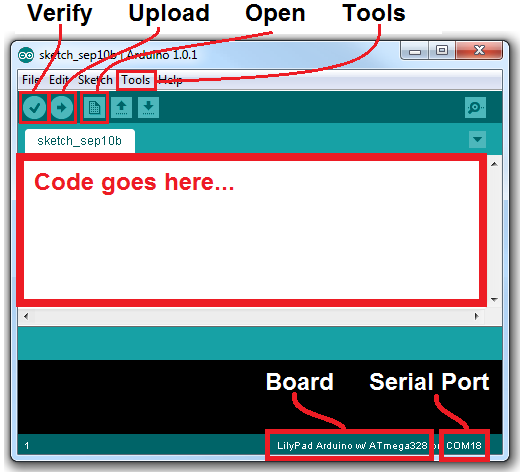 Verify Upload Open Tools
sketch_sep10b | Arduino 1.0.1
File Edit Sketch Tools Help
sketch_sep10b
Code goes here...
Board Serial Port
1 LilyPad Arduino w/ ATmega328 on COM18